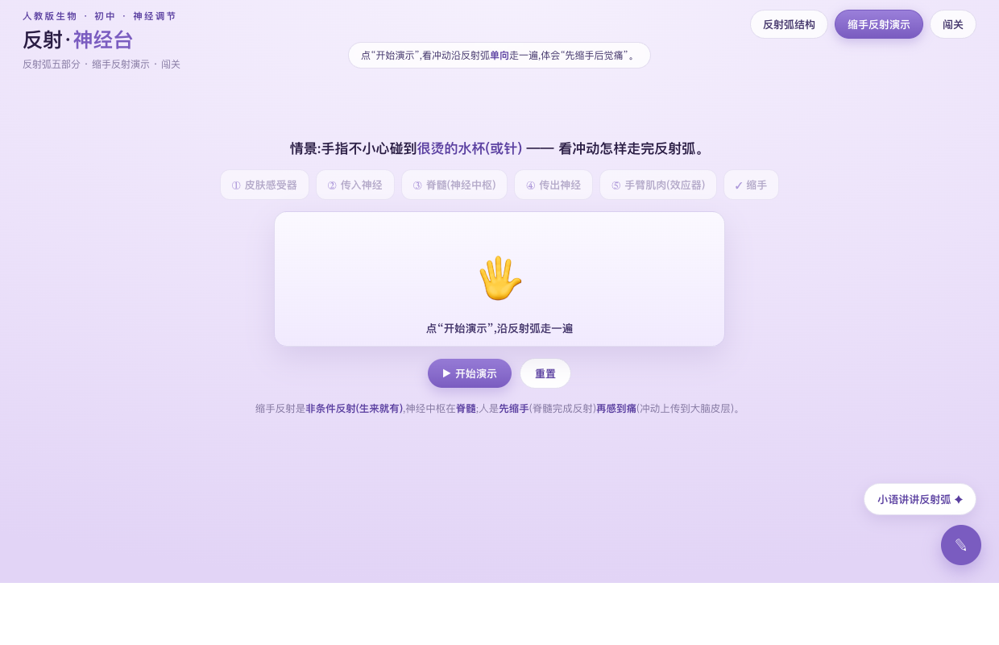 人教版生物 · 初中 · 神经调节
反射·神经台
反射弧五部分 · 缩手反射演示 · 闯关
反射弧结构
缩手反射演示
闯关
点“开始演示”,看冲动沿反射弧单向走一遍,体会“先缩手后觉痛”。
情景:手指不小心碰到很烫的水杯(或针) —— 看冲动怎样走完反射弧。
① 皮肤感受器
② 传入神经
③ 脊髓(神经中枢)
④ 传出神经
⑤ 手臂肌肉(效应器)
✓ 缩手
点“开始演示”,沿反射弧走一遍
▶ 开始演示
重置
缩手反射是非条件反射(生来就有),神经中枢在脊髓;人是先缩手(脊髓完成反射)再感到痛(冲动上传到大脑皮层)。
小语讲讲反射弧 ✦